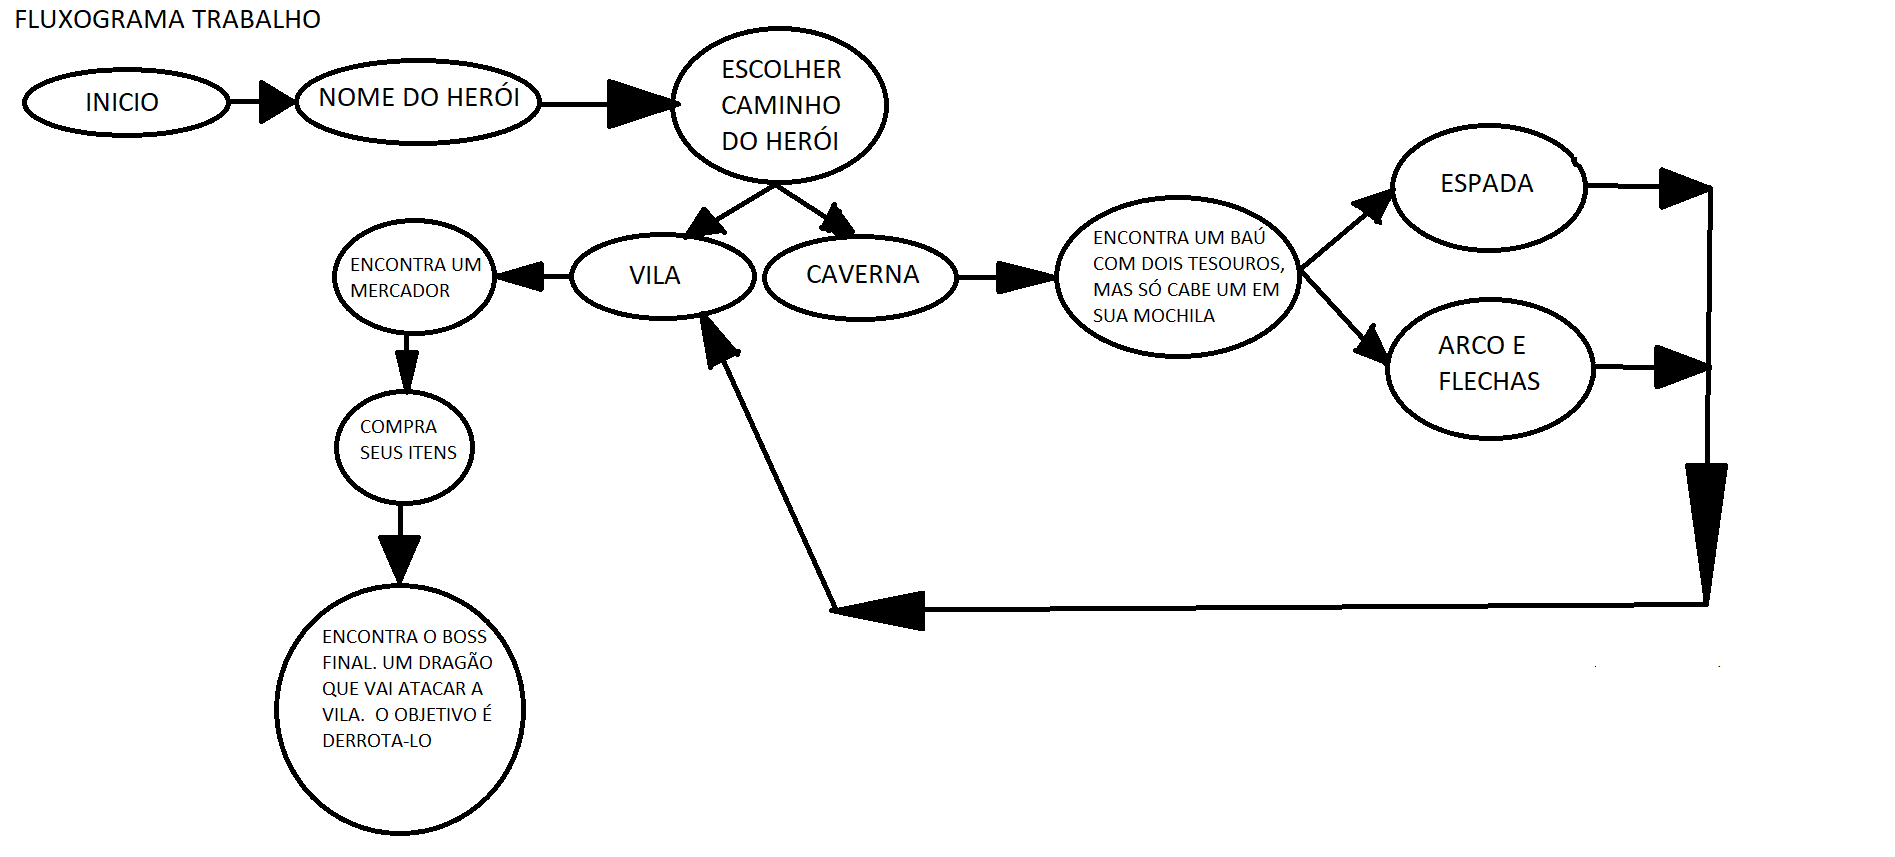 FLUXOGRAMA TRABALHO
INICIO
NOME DO HERÓI
ESCOLHER
CAMINHO
DO HERÓI
VILA
CAVERNA
ENCONTRA UM
MERCADOR
COMPRA
SEUS ITENS
ENCONTRA O BOSS
FINAL. UM DRAGÃO
QUE VAI ATACAR A
VILA.  O OBJETIVO É
DERROTA-LO
ENCONTRA UM BAÚ
COM DOIS TESOUROS,
MAS SÓ CABE UM EM
SUA MOCHILA
ESPADA
ARCO E
FLECHAS